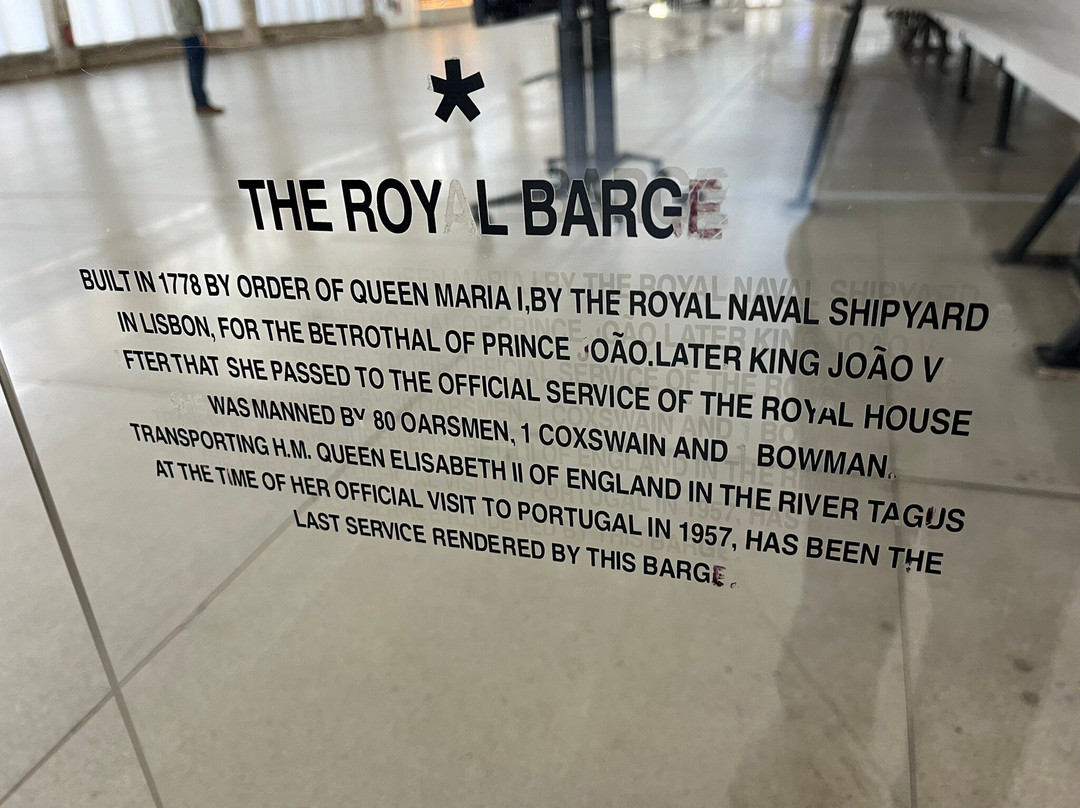 *
THE ROYAL BARGE
BUILT IN 1778 BY ORDER OF QUEEN MARIA I,BY THE ROYAL NAVAL SHIPYARD
IN LISBON, FOR THE BETROTHAL OF PRINCE JOÃO.LATER KING JOÃO V
FTER THAT SHE PASSED TO THE OFFICIAL SERVICE OF THE ROYAL HOUSE
WAS MANNED BY 80 OARSMEN, 1 COXSWAIN AND 1 BOWMAN.
TRANSPORTING H.M. QUEEN ELISABETH II OF ENGLAND IN THE RIVER TAGUS
AT THE TIME OF HER OFFICIAL VISIT TO PORTUGAL IN 1957, HAS BEEN THE
LAST SERVICE RENDERED BY THIS BARGE.